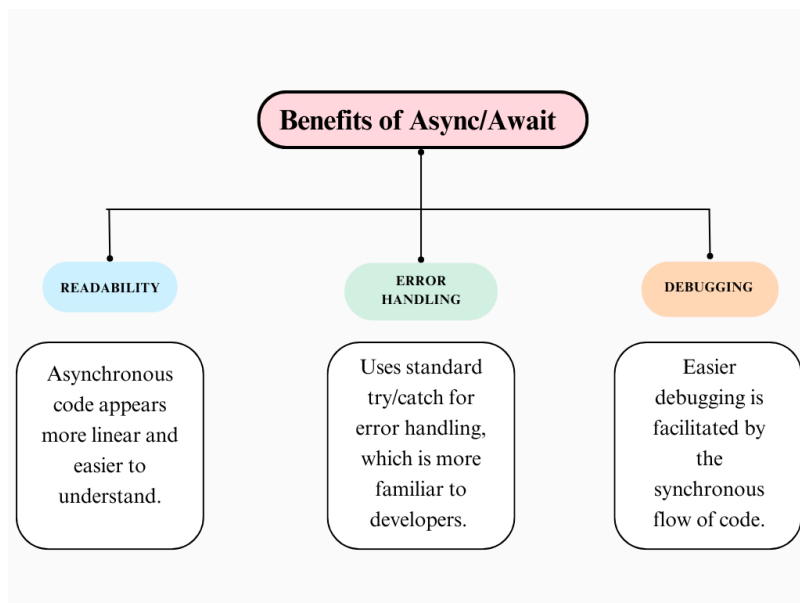 Benefits of Async/Await
READABILITY
ERROR
HANDLING
DEBUGGING
Asynchronous
code appears
more linear and
easier to
understand.
Uses standard
try/catch for
error handling,
which is more
familiar to
developers.
Easier
debugging is
facilitated by
the
synchronous
flow of code.